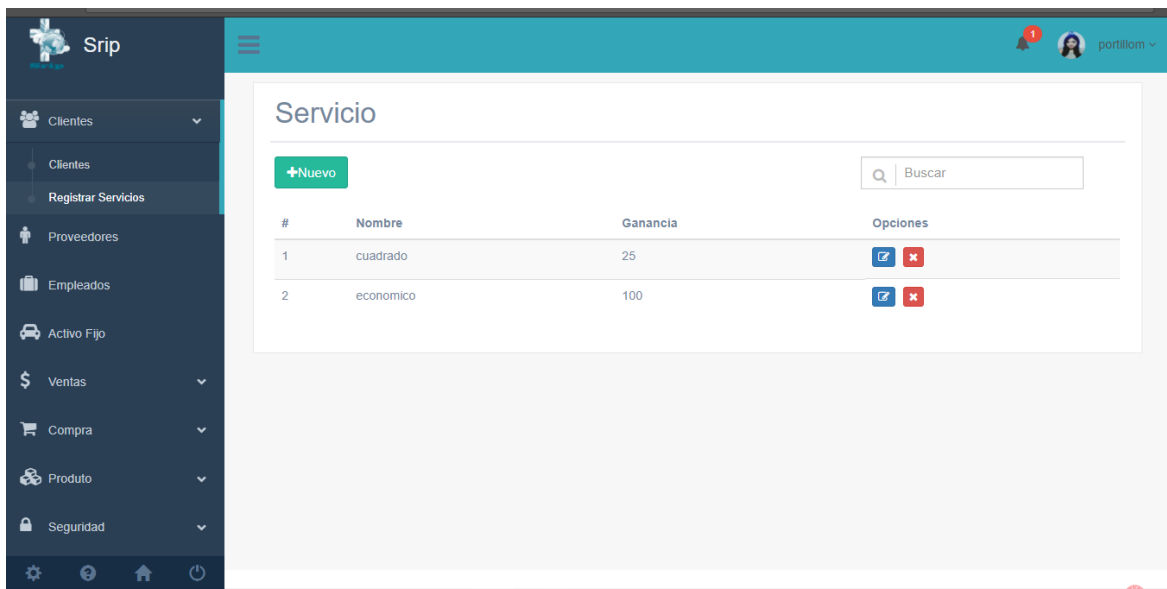 Srip
1
portillom
Clientes
Clientes
Registrar Servicios
Proveedores
Empleados
Activo Fijo
Ventas
Compra
Produto
Seguridad
Servicio
+Nuevo
Buscar
# Nombre Ganancia Opciones
1 cuadrado 25
2 economico 100